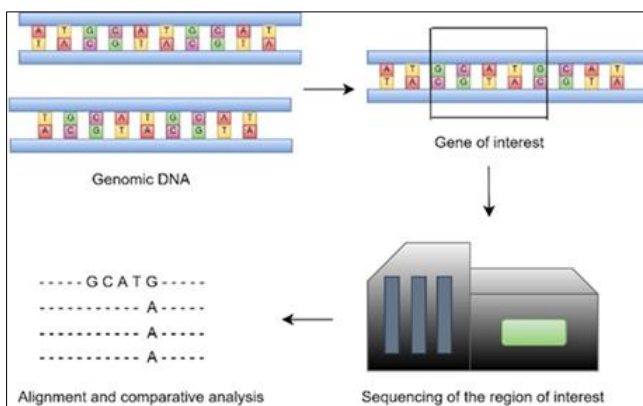 A T G C A T G C A T
T A C G T A C G T A
T G C A T G C A T
A C G T A C G T A
Genomic DNA
A T G C A T G C A T
T A C G T A C G T A
Gene of interest
-----GCATG-----
----------A-----
----------A-----
----------A-----
Alignment and comparative analysis
Sequencing of the region of interest